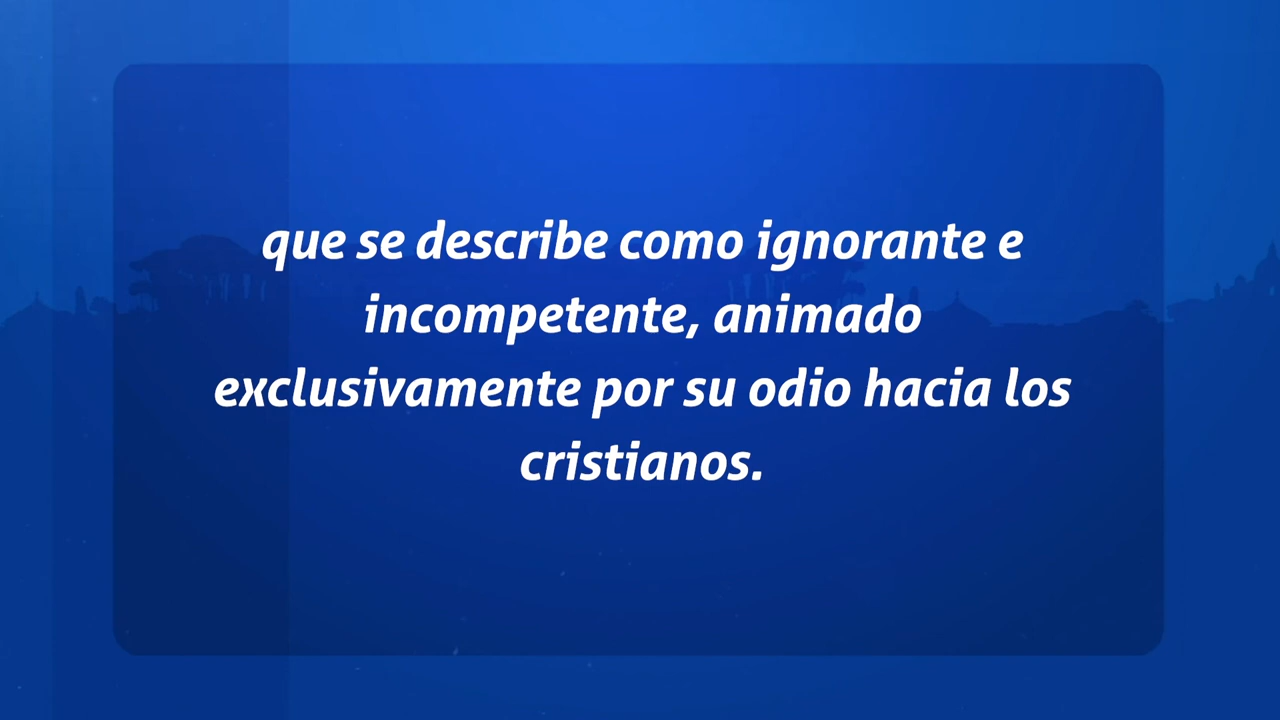 que se describe como ignorante e
incompetente, animado
exclusivamente por su odio hacia los
cristianos.